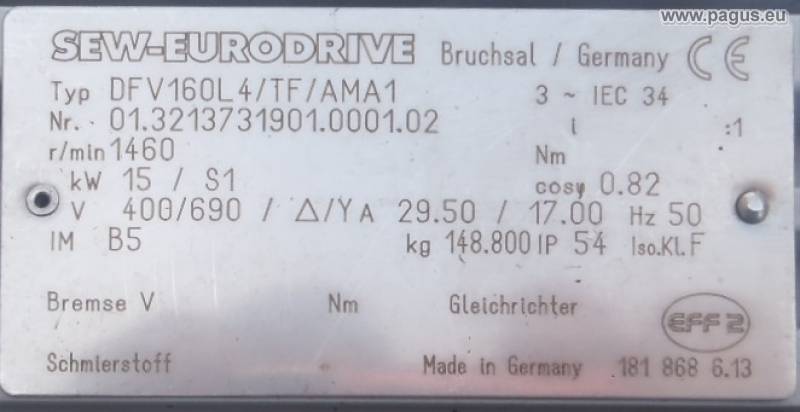 www.pagus.eu
SEW-EURODRIVE Bruchsal / Germany CE
Typ DFV160L4/TF/AMA1 3 ~ IEC 34
Nr. 01.3213731901.0001.02 i :1
r/min 1460 Nm
kW 15 / S1 cosφ 0.82
V 400/690 / Δ/Y A 29.50 / 17.00 Hz 50
IM B5 kg 148.800 IP 54 Iso.Kl. F
Bremse V Nm Gleichrichter
EFF 2
Schmierstoff Made in Germany 181 868 6.13